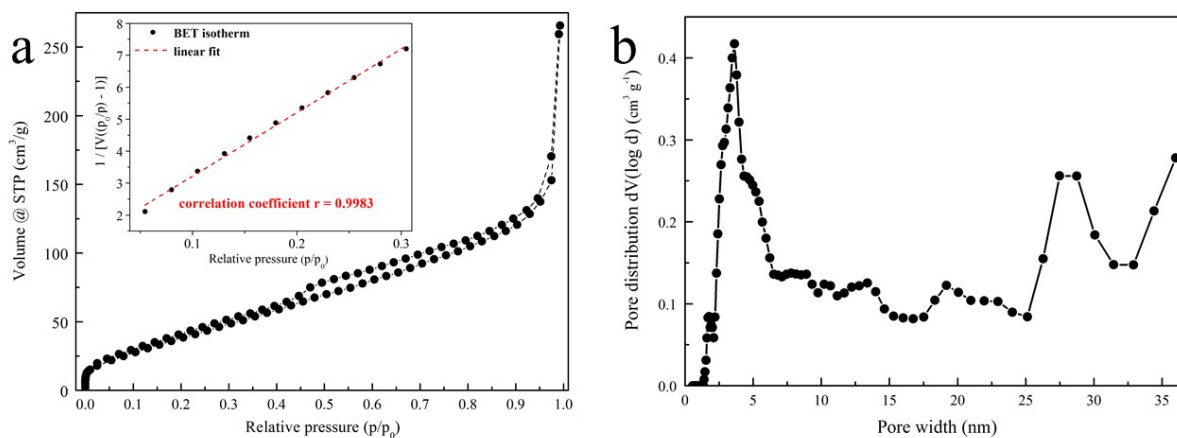 a
Volume @ STP (cm³/g)
250
200
150
100
50
0
0.0 0.1 0.2 0.3 0.4 0.5 0.6 0.7 0.8 0.9 1.0
Relative pressure (p/p₀)
BET isotherm
linear fit
1 / [V((p₀/p) - 1)]
8
7
6
5
4
3
2
correlation coefficient r = 0.9983
0.1 0.2 0.3
Relative pressure (p/p₀)
b
Pore distribution dV(log d) (cm³ g⁻¹)
0.4
0.3
0.2
0.1
0.0
0 5 10 15 20 25 30 35
Pore width (nm)